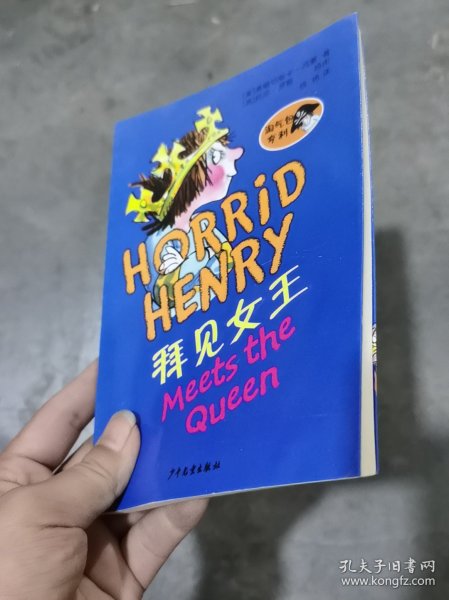 淘气包
亨利
HORRID
HENRY
拜见女王
Meets the
Queen
少年儿童出版社
孔夫子旧书网
www.kongfz.com